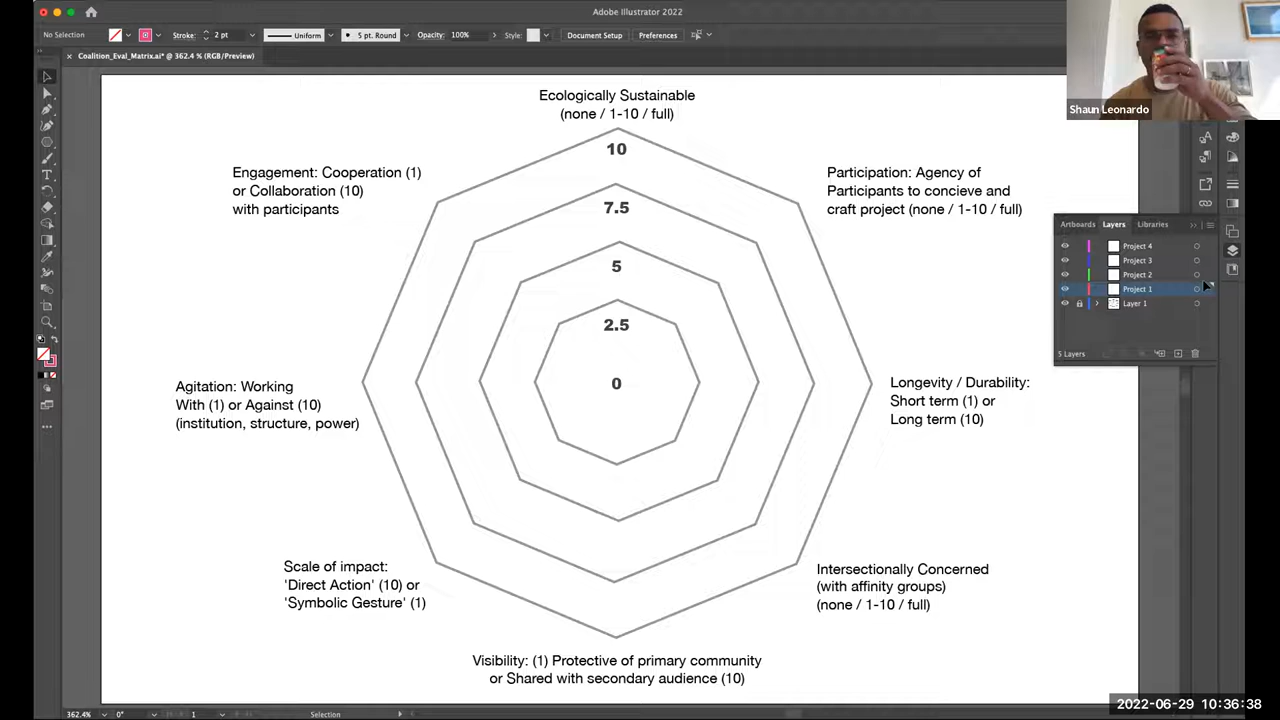 Adobe Illustrator 2022
No Selection
Stroke:
2 pt
Uniform
5 pt. Round
Opacity:
100%
Style:
Document Setup
Preferences
× Coalition_Eval_Matrix.ai* @ 362.4 % (RGB/Preview)
Shaun Leonardo
Ecologically Sustainable
(none / 1-10 / full)
Engagement: Cooperation (1)
or Collaboration (10)
with participants
Participation: Agency of
Participants to concieve and
craft project (none / 1-10 / full)
10
7.5
5
2.5
0
Artboards
Layers
Libraries
Project 4
Project 3
Project 2
Project 1
Layer 1
5 Layers
Agitation: Working
With (1) or Against (10)
(institution, structure, power)
Longevity / Durability:
Short term (1) or
Long term (10)
Scale of impact:
'Direct Action' (10) or
'Symbolic Gesture' (1)
Intersectionally Concerned
(with affinity groups)
(none / 1-10 / full)
Visibility: (1) Protective of primary community
or Shared with secondary audience (10)
362.4%
0°
1
Selection
2022-06-29 10:36:38